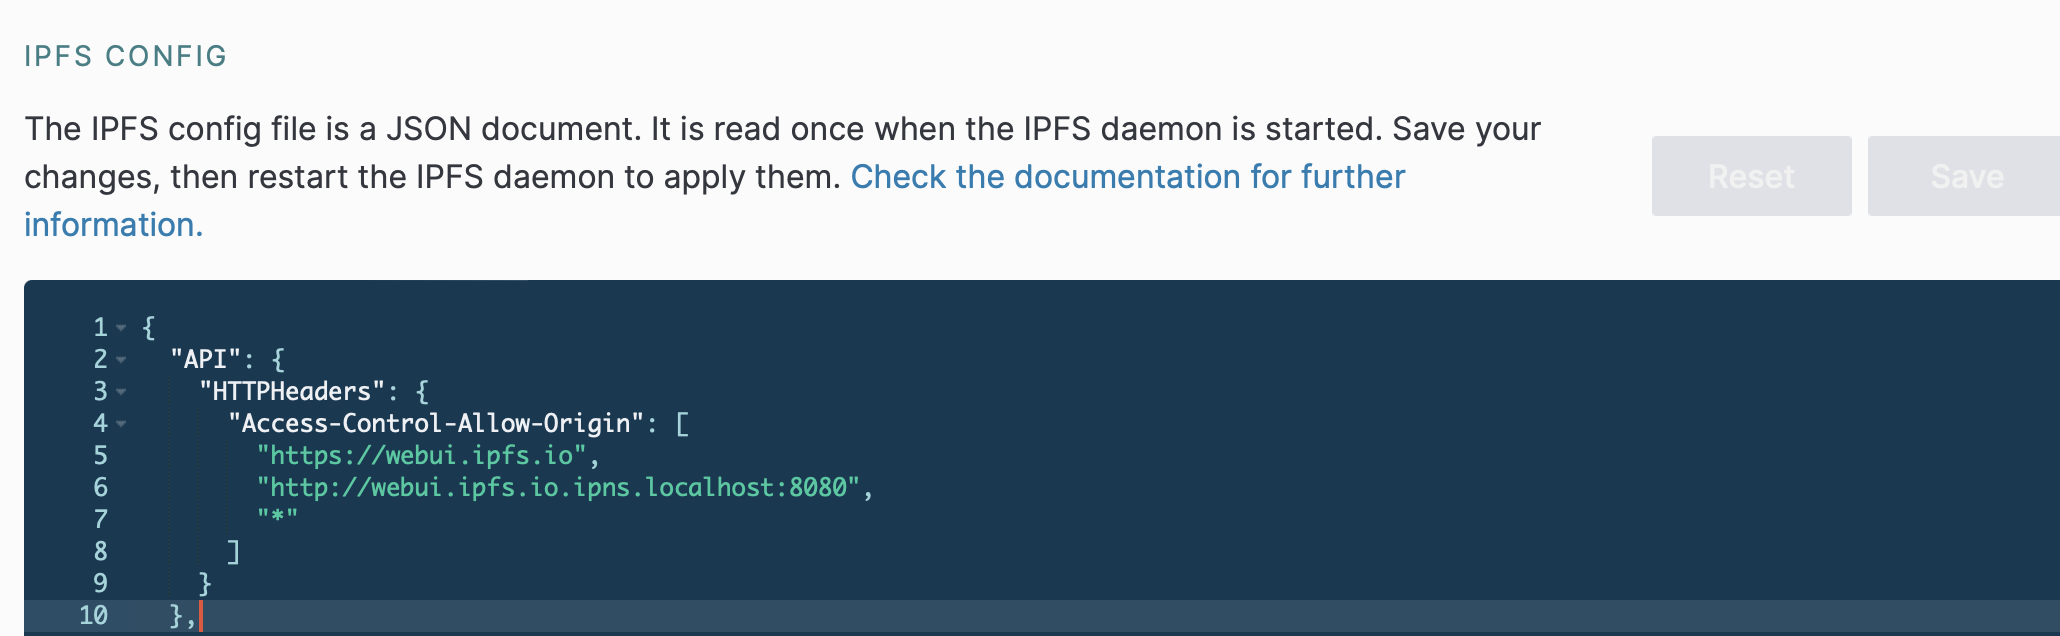 IPFS CONFIG
The IPFS config file is a JSON document. It is read once when the IPFS daemon is started. Save your
changes, then restart the IPFS daemon to apply them. Check the documentation for further
information.
Reset
Save
1 {
2 "API": {
3 "HTTPHeaders": {
4 "Access-Control-Allow-Origin": [
5 "https://webui.ipfs.io",
6 "http://webui.ipfs.io.ipns.localhost:8080",
7 "*"
8 ]
9 }
10 },